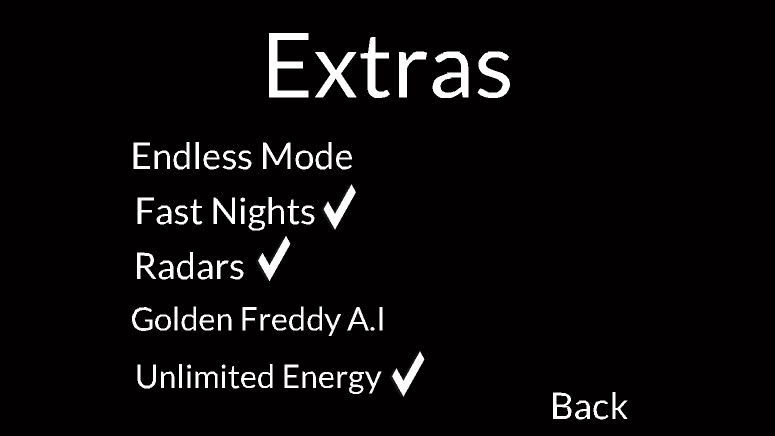 Extras
Endless Mode
Fast Nights ✓
Radars ✓
Golden Freddy A.I
Unlimited Energy ✓
Back